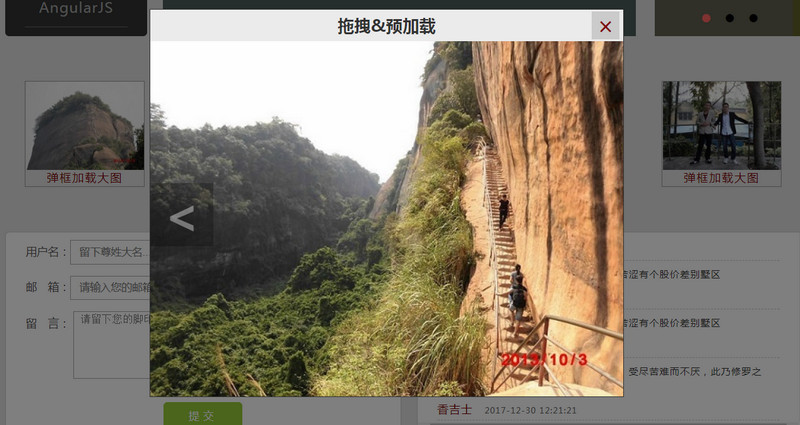 AngularJS
拖拽&预加载
×
弹框加载大图
弹框加载大图
<
用户名：
留下尊姓大名...
邮 箱：
请输入您的邮箱
留 言：
请留下您的脚印
提 交
涩有个股价差别墅区
涩有个股价差别墅区
受尽苦难而不厌，此乃修罗之
香吉士 2017-12-30 12:21:21
2013/10/3